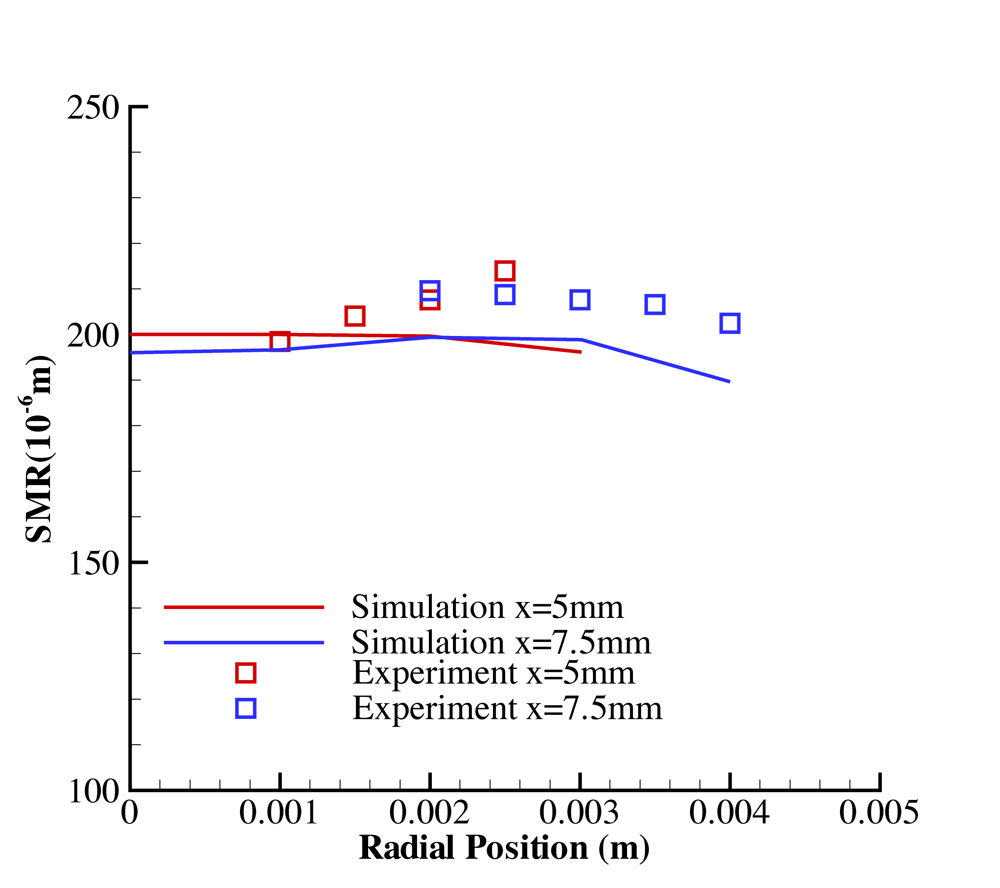 250
200
150
100
SMR(10⁻⁶m)
Simulation x=5mm
Simulation x=7.5mm
Experiment x=5mm
Experiment x=7.5mm
0 0.001 0.002 0.003 0.004 0.005
Radial Position (m)